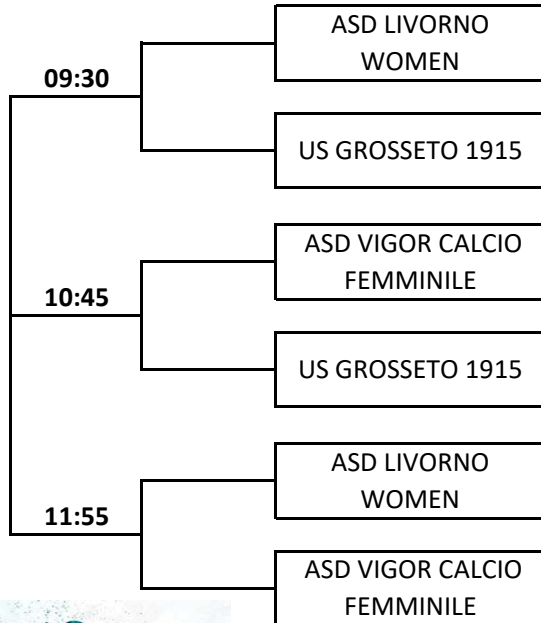 ASD LIVORNO
WOMEN
09:30
US GROSSETO 1915
ASD VIGOR CALCIO
FEMMINILE
10:45
US GROSSETO 1915
ASD LIVORNO
WOMEN
11:55
ASD VIGOR CALCIO
FEMMINILE